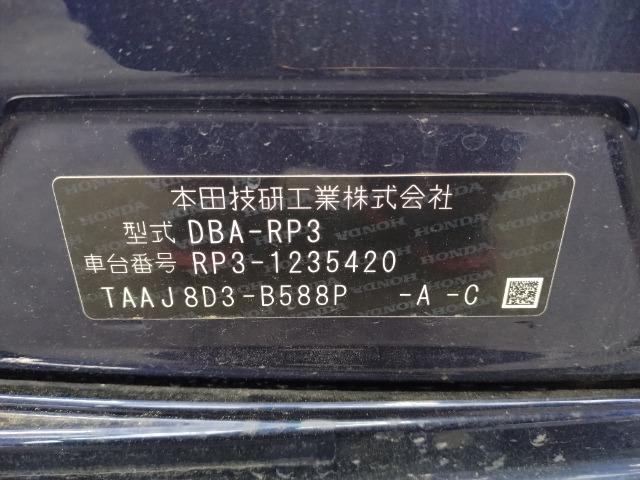 本田技研工業株式会社
型式 DBA-RP3
車台番号 RP3-1235420
TAAJ8D3-B588P -A -C